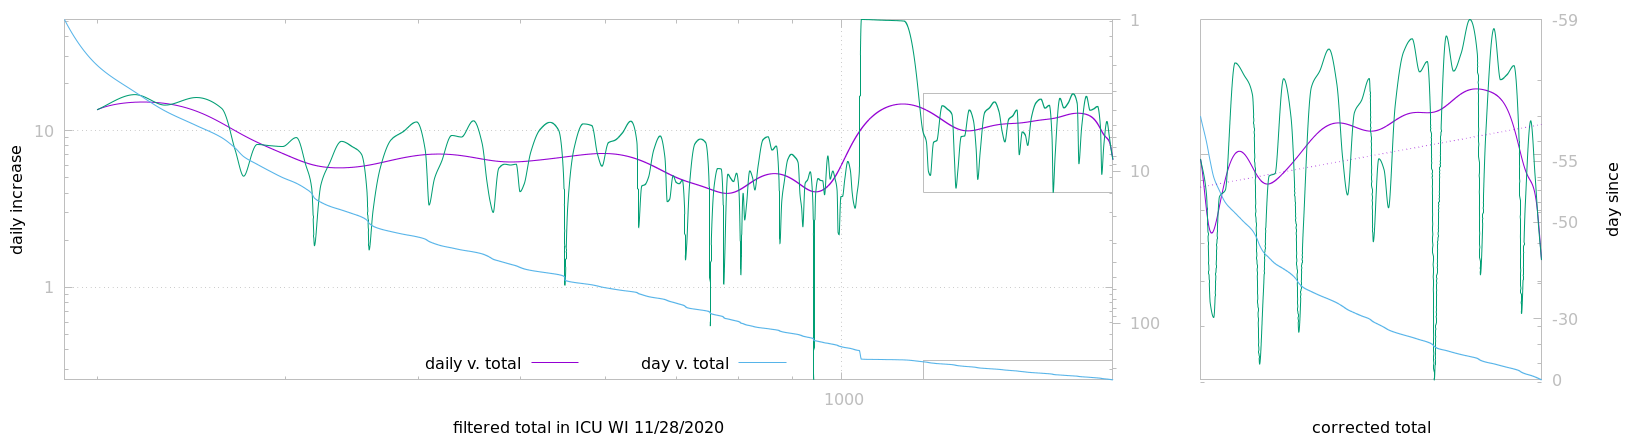 daily increase
10
1
daily v. total
day v. total
1
10
100
1000
filtered total in ICU WI 11/28/2020
-59
-55
-50
-30
0
day since
corrected total